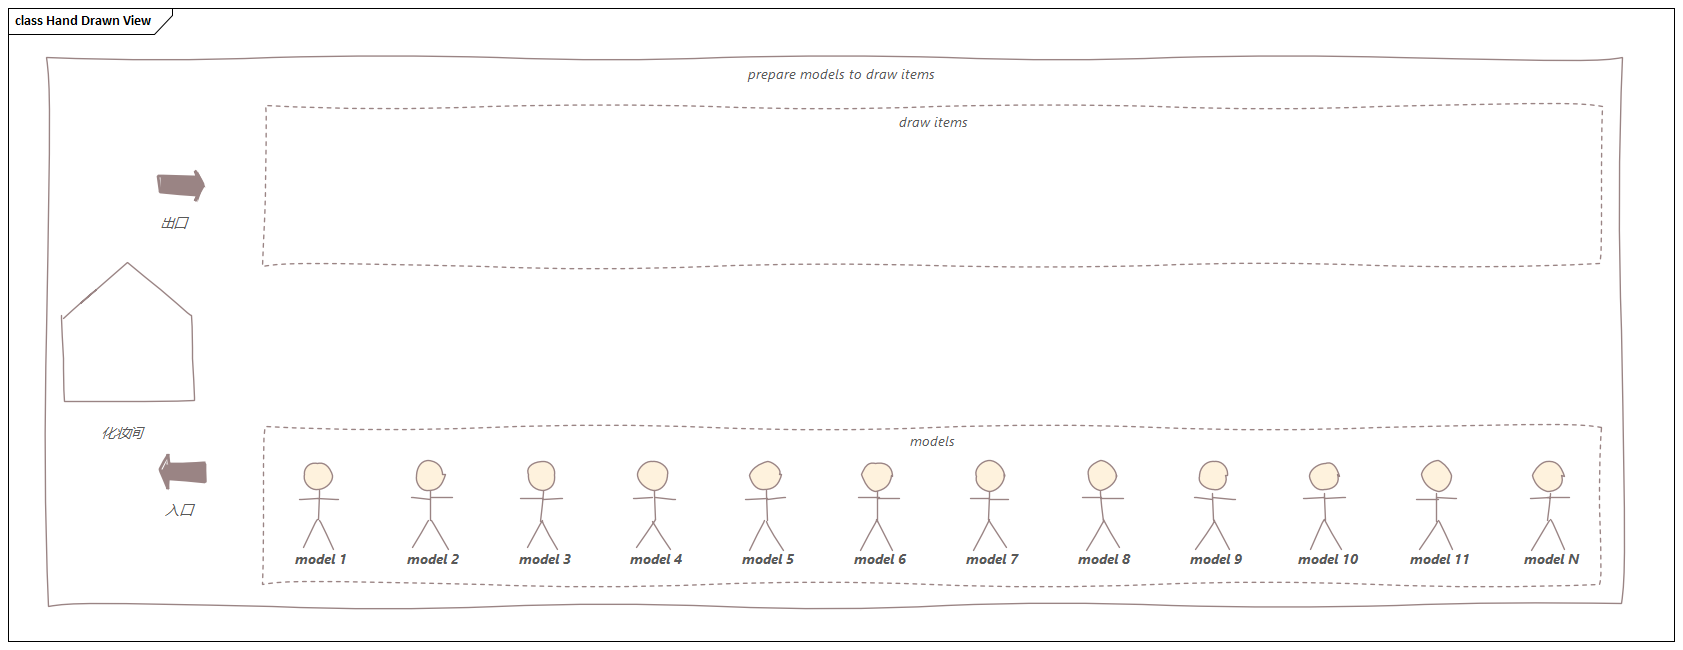 class Hand Drawn View
prepare models to draw items
draw items
出口
化妆间
models
入口
model 1
model 2
model 3
model 4
model 5
model 6
model 7
model 8
model 9
model 10
model 11
model N